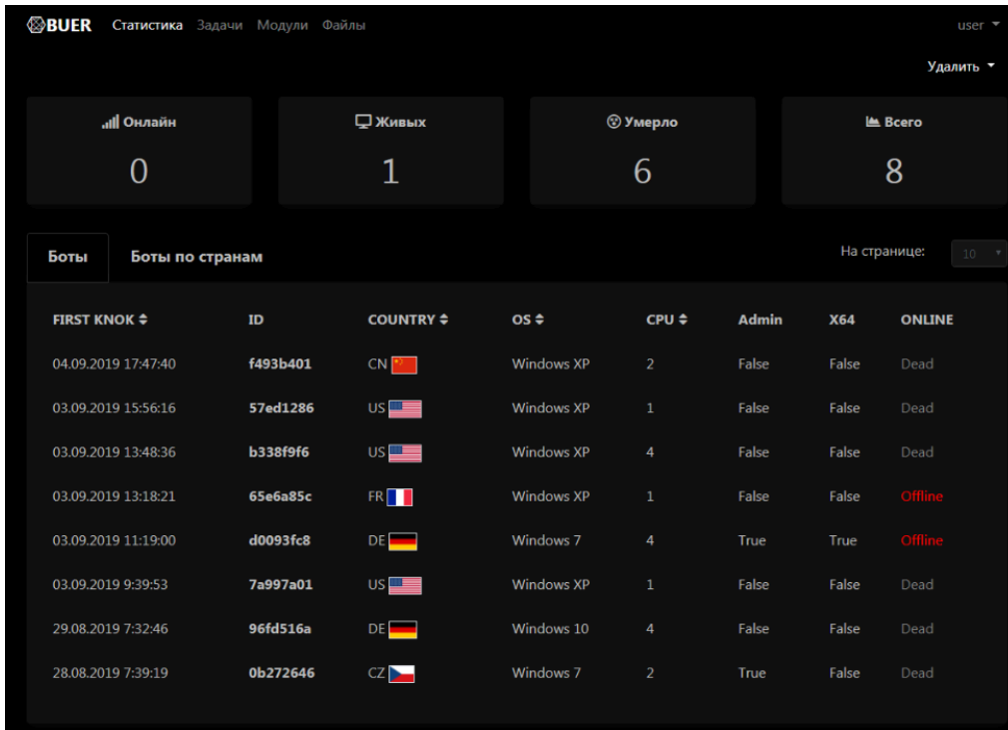 BUER Статистика Задачи Модули Файлы user
Удалить
Онлайн Живых Умерло Всего
0 1 6 8
Боты Боты по странам На странице: 10
FIRST KNOK ID COUNTRY OS CPU Admin X64 ONLINE
04.09.2019 17:47:40 f493b401 CN Windows XP 2 False False Dead
03.09.2019 15:56:16 57ed1286 US Windows XP 1 False False Dead
03.09.2019 13:48:36 b338f9f6 US Windows XP 4 False False Dead
03.09.2019 13:18:21 65e6a85c FR Windows XP 1 False False Offline
03.09.2019 11:19:00 d0093fc8 DE Windows 7 4 True True Offline
03.09.2019 9:39:53 7a997a01 US Windows XP 1 False False Dead
29.08.2019 7:32:46 96fd516a DE Windows 10 4 False False Dead
28.08.2019 7:39:19 0b272646 CZ Windows 7 2 True False Dead